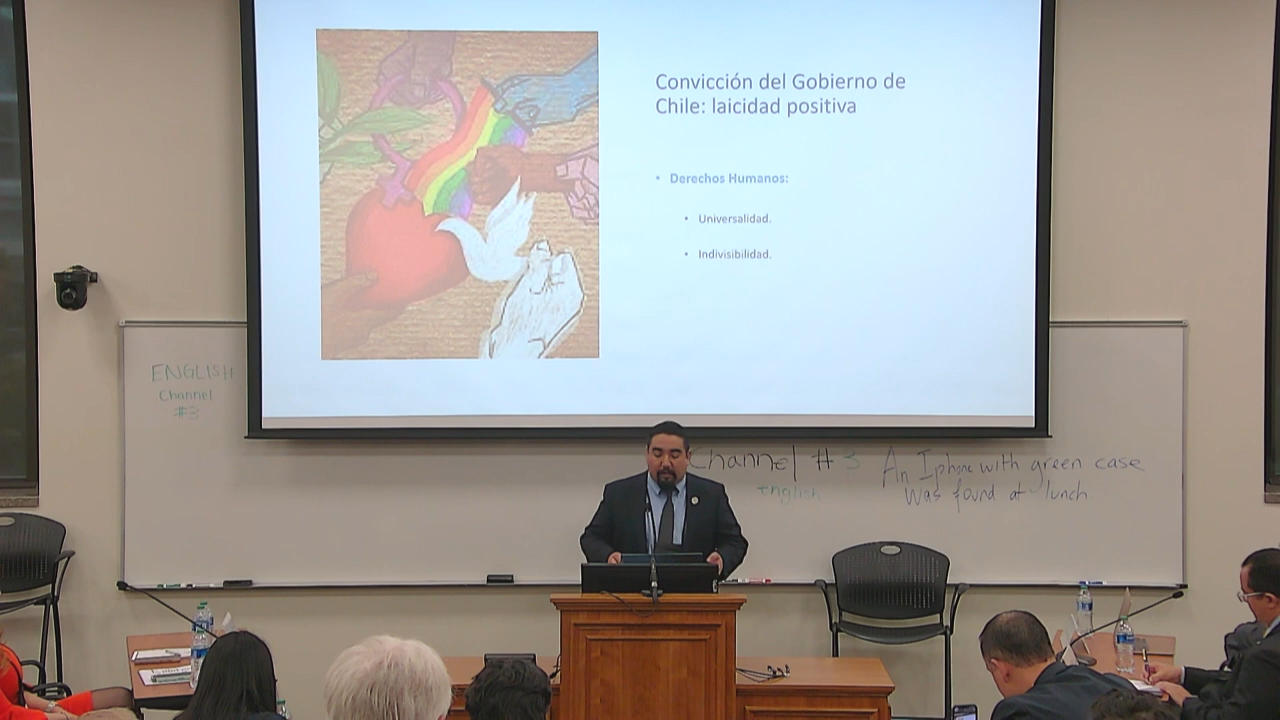 Convicción del Gobierno de
Chile: laicidad positiva
• Derechos Humanos:
• Universalidad.
• Indivisibilidad.
ENGLISH
Channel
#3
Channel # 3
English
An Iphone with green case
was found at lunch